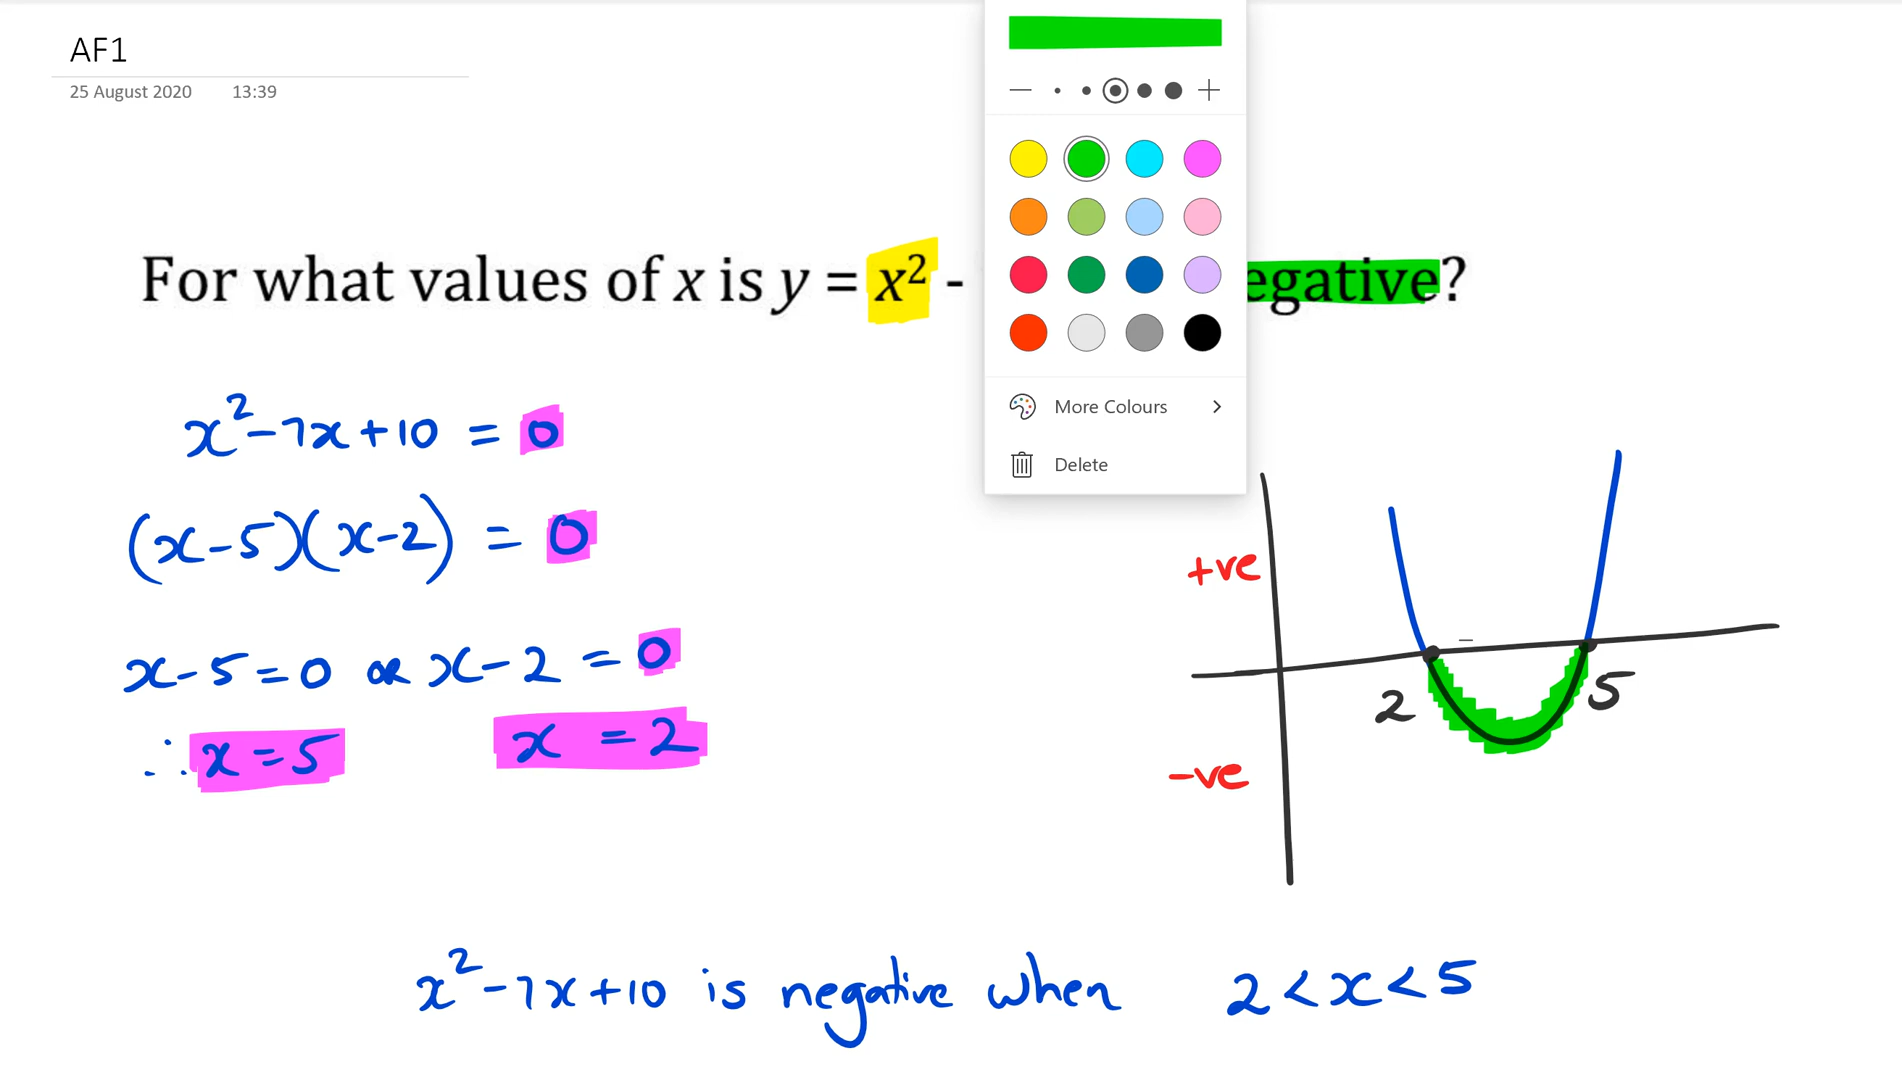 AF1
25 August 2020 13:39
For what values of x is y = x² - egative?
x²-7x+10 = 0
(x-5)(x-2) = 0
x-5=0 or x-2=0
∴ x=5 x=2
More Colours
Delete
+ve
2 5
-ve
x²-7x+10 is negative when 2<x<5